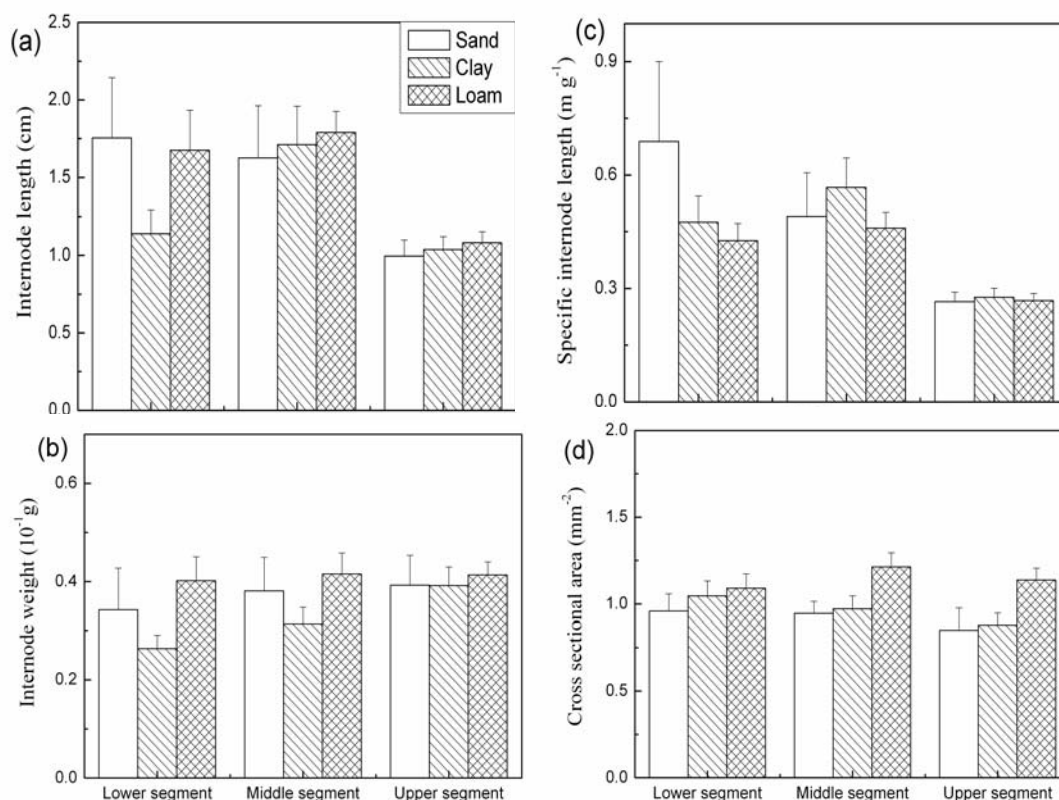 (a)
Internode length (cm)
2.5
2.0
1.5
1.0
0.5
0.0
Sand
Clay
Loam
(c)
Specific internode length (m g⁻¹)
0.9
0.6
0.3
0.0
(b)
Internode weight (10⁻¹g)
0.6
0.4
0.2
0.0
Lower segment Middle segment Upper segment
(d)
Cross sectional area (mm⁻²)
2.0
1.5
1.0
0.5
0.0
Lower segment Middle segment Upper segment